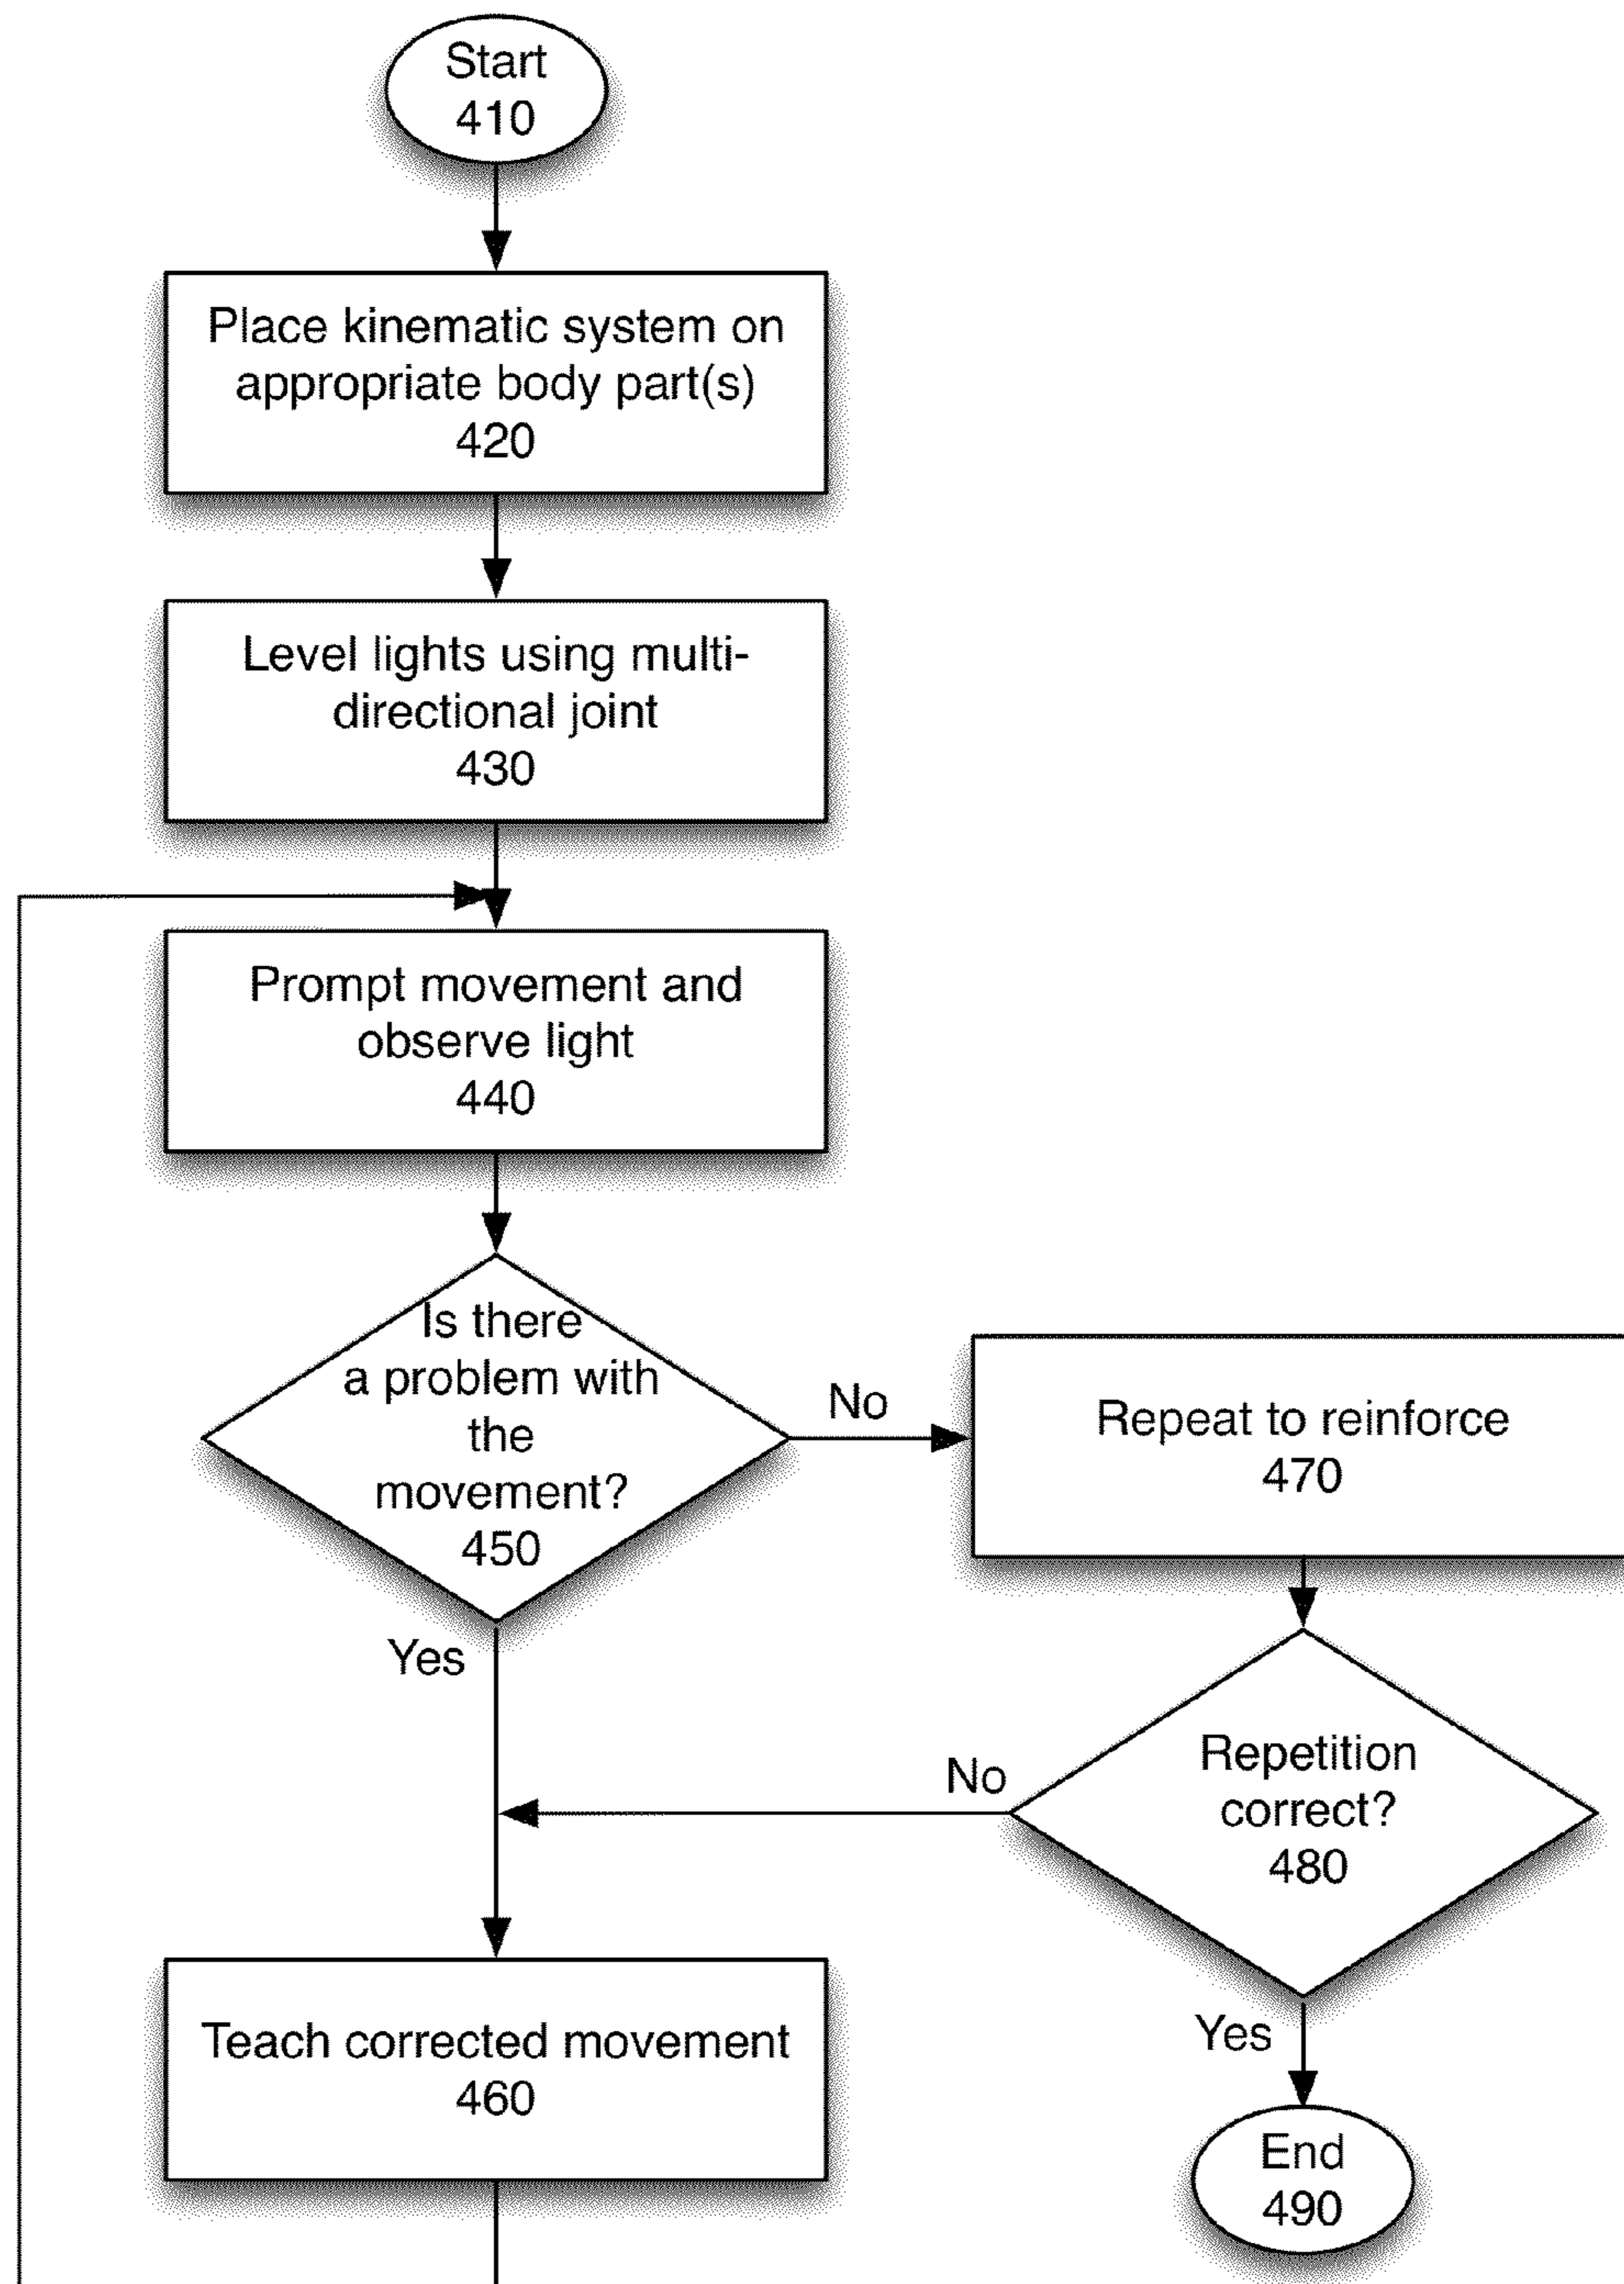 Start
410
Place kinematic system on
appropriate body part(s)
420
Level lights using multi-
directional joint
430
Prompt movement and
observe light
440
Is there
a problem with
the
movement?
450
No
Repeat to reinforce
470
Yes
No
Repetition
correct?
480
Teach corrected movement
460
Yes
End
490